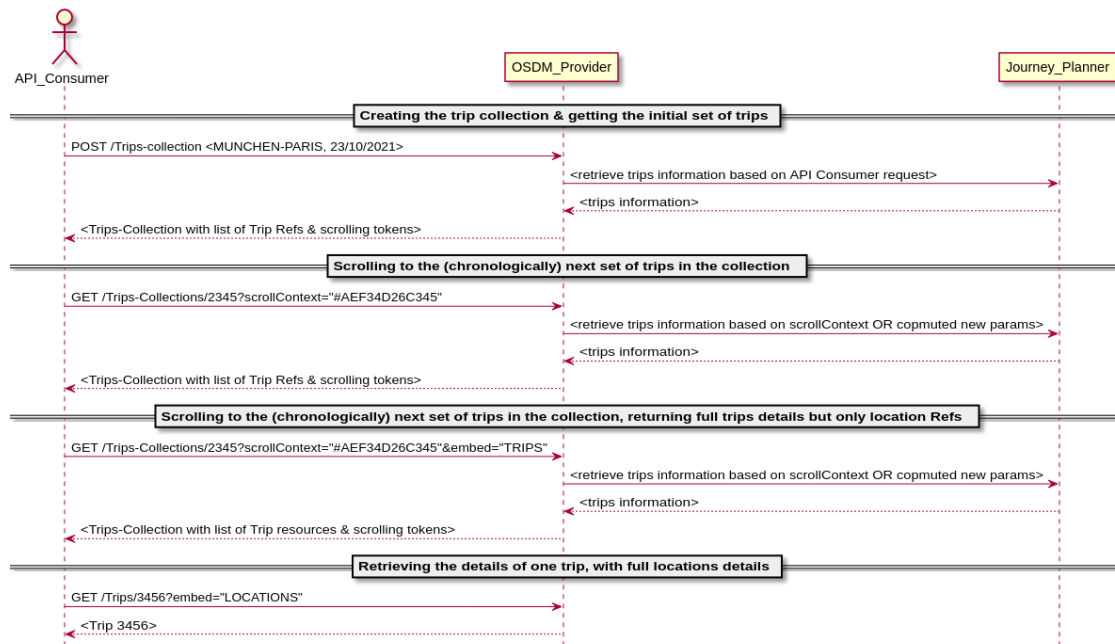 API_Consumer
OSDM_Provider
Journey_Planner
Creating the trip collection & getting the initial set of trips
POST /Trips-collection <MUNCHEN-PARIS, 23/10/2021>
<retrieve trips information based on API Consumer request>
<trips information>
<Trips-Collection with list of Trip Refs & scrolling tokens>
Scrolling to the (chronologically) next set of trips in the collection
GET /Trips-Collections/2345?scrollContext="#AEF34D26C345"
<retrieve trips information based on scrollContext OR copmuted new params>
<trips information>
<Trips-Collection with list of Trip Refs & scrolling tokens>
Scrolling to the (chronologically) next set of trips in the collection, returning full trips details but only location Refs
GET /Trips-Collections/2345?scrollContext="#AEF34D26C345"&embed="TRIPS"
<retrieve trips information based on scrollContext OR copmuted new params>
<trips information>
<Trips-Collection with list of Trip resources & scrolling tokens>
Retrieving the details of one trip, with full locations details
GET /Trips/3456?embed="LOCATIONS"
<Trip 3456>